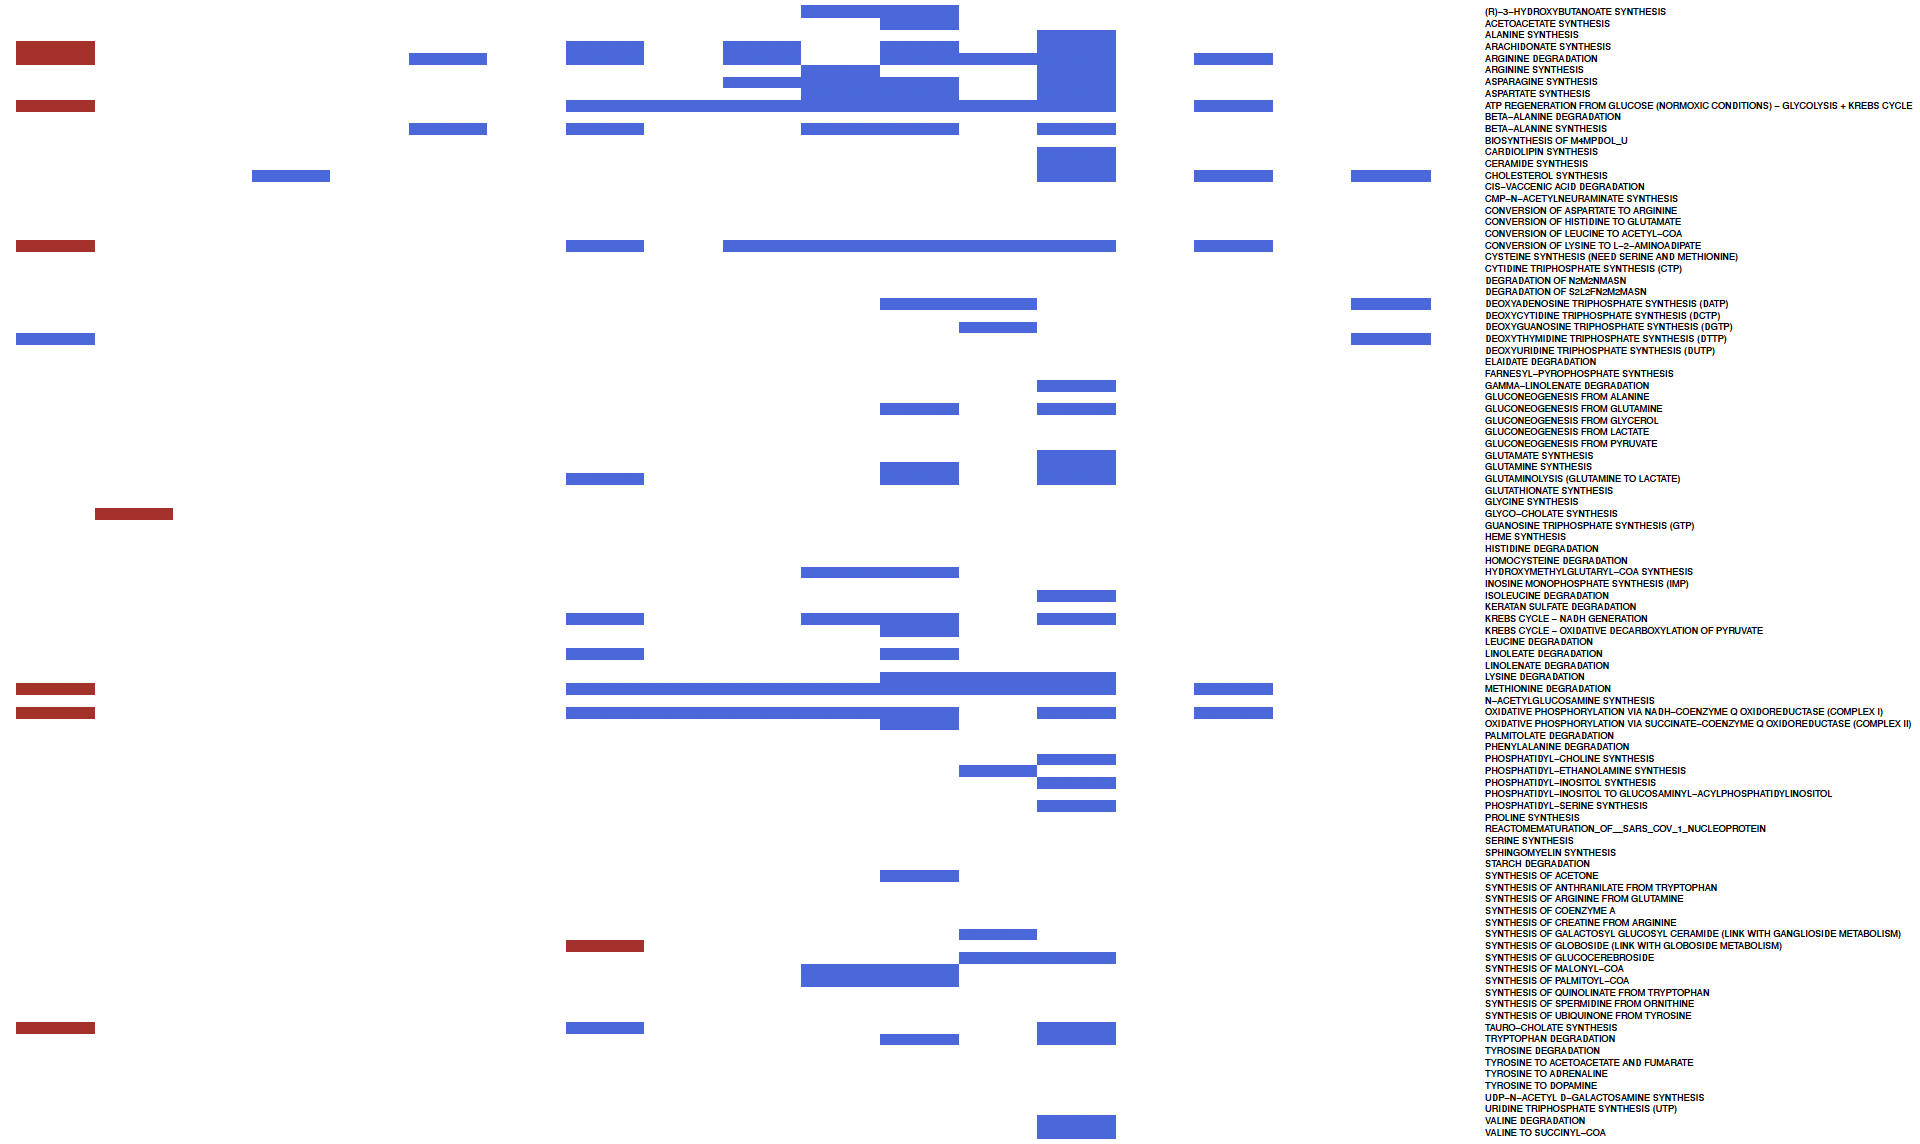 (R)−3−HYDROXYBUTANOATE SYNTHESIS
ACETOACETATE SYNTHESIS
ALANINE SYNTHESIS
ARACHIDONATE SYNTHESIS
ARGININE DEGRADATION
ARGININE SYNTHESIS
ASPARAGINE SYNTHESIS
ASPARTATE SYNTHESIS
ATP REGENERATION FROM GLUCOSE (NORMOXIC CONDITIONS) − GLYCOLYSIS + KREBS CYCLE
BETA−ALANINE DEGRADATION
BETA−ALANINE SYNTHESIS
BIOSYNTHESIS OF M4MPDOL_U
CARDIOLIPIN SYNTHESIS
CERAMIDE SYNTHESIS
CHOLESTEROL SYNTHESIS
CIS−VACCENIC ACID DEGRADATION
CMP−N−ACETYLNEURAMINATE SYNTHESIS
CONVERSION OF ASPARTATE TO ARGININE
CONVERSION OF HISTIDINE TO GLUTAMATE
CONVERSION OF LEUCINE TO ACETYL−COA
CONVERSION OF LYSINE TO L−2−AMINOADIPATE
CYSTEINE SYNTHESIS (NEED SERINE AND METHIONINE)
CYTIDINE TRIPHOSPHATE SYNTHESIS (CTP)
DEGRADATION OF N2M2NMASN
DEGRADATION OF S2L2FN2M2MASN
DEOXYADENOSINE TRIPHOSPHATE SYNTHESIS (DATP)
DEOXYCYTIDINE TRIPHOSPHATE SYNTHESIS (DCTP)
DEOXYGUANOSINE TRIPHOSPHATE SYNTHESIS (DGTP)
DEOXYTHYMIDINE TRIPHOSPHATE SYNTHESIS (DTTP)
DEOXYURIDINE TRIPHOSPHATE SYNTHESIS (DUTP)
ELAIDATE DEGRADATION
FARNESYL−PYROPHOSPHATE SYNTHESIS
GAMMA−LINOLENATE DEGRADATION
GLUCONEOGENESIS FROM ALANINE
GLUCONEOGENESIS FROM GLUTAMINE
GLUCONEOGENESIS FROM GLYCEROL
GLUCONEOGENESIS FROM LACTATE
GLUCONEOGENESIS FROM PYRUVATE
GLUTAMATE SYNTHESIS
GLUTAMINE SYNTHESIS
GLUTAMINOLYSIS (GLUTAMINE TO LACTATE)
GLUTATHIONATE SYNTHESIS
GLYCINE SYNTHESIS
GLYCO−CHOLATE SYNTHESIS
GUANOSINE TRIPHOSPHATE SYNTHESIS (GTP)
HEME SYNTHESIS
HISTIDINE DEGRADATION
HOMOCYSTEINE DEGRADATION
HYDROXYMETHYLGLUTARYL−COA SYNTHESIS
INOSINE MONOPHOSPHATE SYNTHESIS (IMP)
ISOLEUCINE DEGRADATION
KERATAN SULFATE DEGRADATION
KREBS CYCLE − NADH GENERATION
KREBS CYCLE − OXIDATIVE DECARBOXYLATION OF PYRUVATE
LEUCINE DEGRADATION
LINOLEATE DEGRADATION
LINOLENATE DEGRADATION
LYSINE DEGRADATION
METHIONINE DEGRADATION
N−ACETYLGLUCOSAMINE SYNTHESIS
OXIDATIVE PHOSPHORYLATION VIA NADH−COENZYME Q OXIDOREDUCTASE (COMPLEX I)
OXIDATIVE PHOSPHORYLATION VIA SUCCINATE−COENZYME Q OXIDOREDUCTASE (COMPLEX II)
PALMITOLATE DEGRADATION
PHENYLALANINE DEGRADATION
PHOSPHATIDYL−CHOLINE SYNTHESIS
PHOSPHATIDYL−ETHANOLAMINE SYNTHESIS
PHOSPHATIDYL−INOSITOL SYNTHESIS
PHOSPHATIDYL−INOSITOL TO GLUCOSAMINYL−ACYLPHOSPHATIDYLINOSITOL
PHOSPHATIDYL−SERINE SYNTHESIS
PROLINE SYNTHESIS
REACTOMEMATURATION_OF__SARS_COV_1_NUCLEOPROTEIN
SERINE SYNTHESIS
SPHINGOMYELIN SYNTHESIS
STARCH DEGRADATION
SYNTHESIS OF ACETONE
SYNTHESIS OF ANTHRANILATE FROM TRYPTOPHAN
SYNTHESIS OF ARGININE FROM GLUTAMINE
SYNTHESIS OF COENZYME A
SYNTHESIS OF CREATINE FROM ARGININE
SYNTHESIS OF GALACTOSYL GLUCOSYL CERAMIDE (LINK WITH GANGLIOSIDE METABOLISM)
SYNTHESIS OF GLOBOSIDE (LINK WITH GLOBOSIDE METABOLISM)
SYNTHESIS OF GLUCOCEREBROSIDE
SYNTHESIS OF MALONYL−COA
SYNTHESIS OF PALMITOYL−COA
SYNTHESIS OF QUINOLINATE FROM TRYPTOPHAN
SYNTHESIS OF SPERMIDINE FROM ORNITHINE
SYNTHESIS OF UBIQUINONE FROM TYROSINE
TAURO−CHOLATE SYNTHESIS
TRYPTOPHAN DEGRADATION
TYROSINE DEGRADATION
TYROSINE TO ACETOACETATE AND FUMARATE
TYROSINE TO ADRENALINE
TYROSINE TO DOPAMINE
UDP−N−ACETYL D−GALACTOSAMINE SYNTHESIS
URIDINE TRIPHOSPHATE SYNTHESIS (UTP)
VALINE DEGRADATION
VALINE TO SUCCINYL−COA